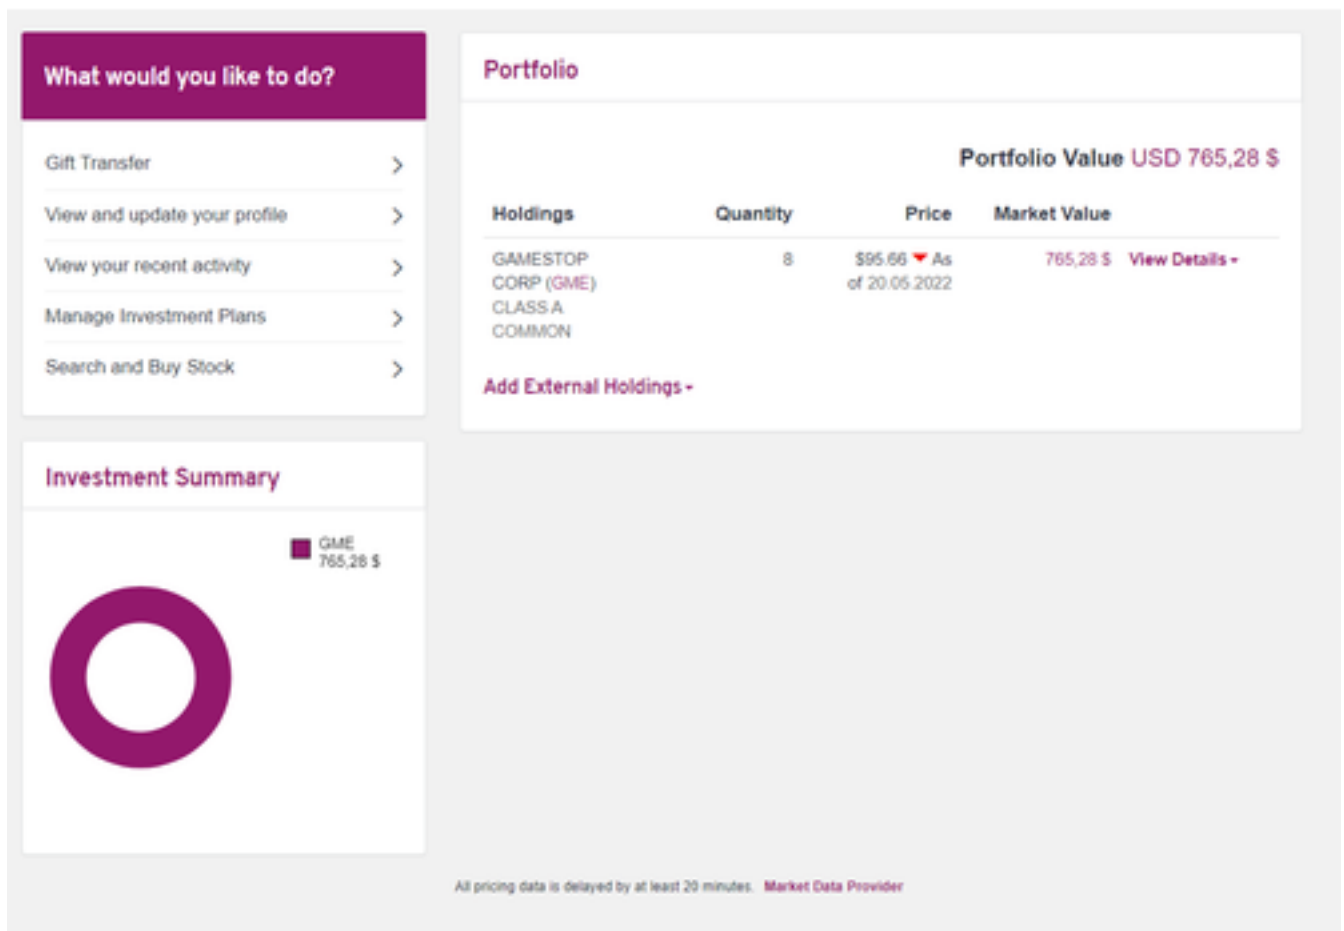 What would you like to do?
Gift Transfer
View and update your profile
View your recent activity
Manage Investment Plans
Search and Buy Stock
Portfolio
Portfolio Value USD 765,28 $
Holdings Quantity Price Market Value
GAMESTOP 8 $95.66 As 765,28 $ View Details
CORP (GME) of 20.05.2022
CLASS A
COMMON
Add External Holdings
Investment Summary
GME
765,28 $
All pricing data is delayed by at least 20 minutes. Market Data Provider